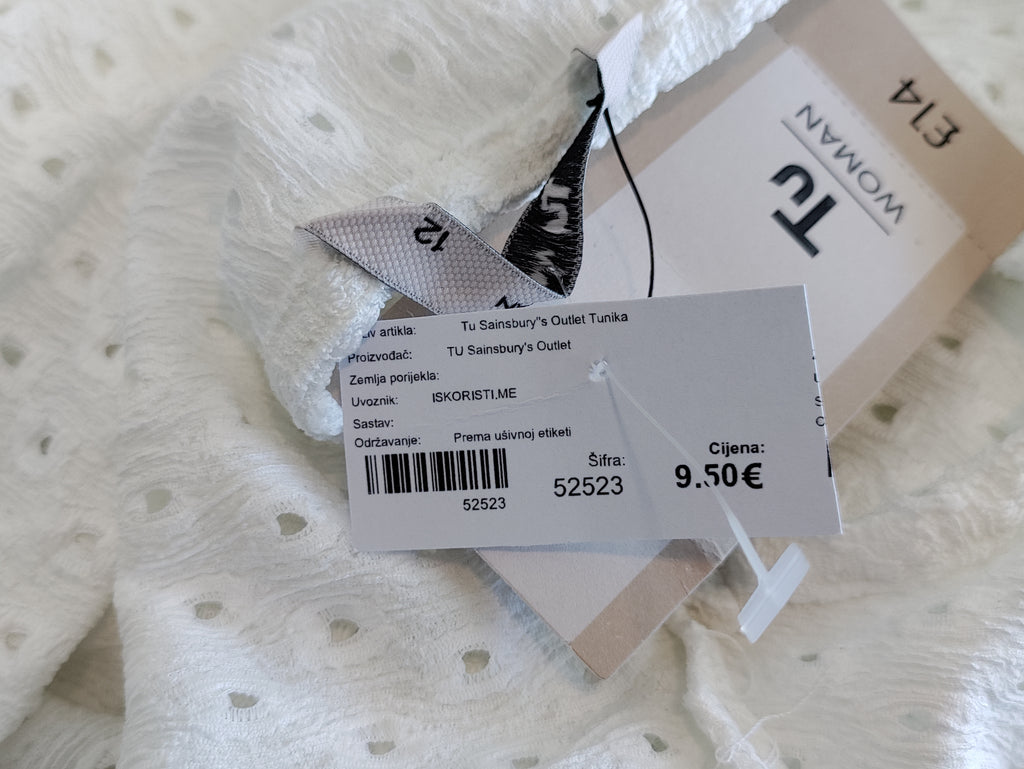 £14
Tu
WOMAN
12
artikla: Tu Sainsbury"s Outlet Tunika
Proizvođač: TU Sainsbury's Outlet
Zemlja porijekla:
Uvoznik: ISKORISTI.ME
Sastav:
Održavanje: Prema ušivnoj etiketi
52523
Šifra:
52523
Cijena:
9.50€